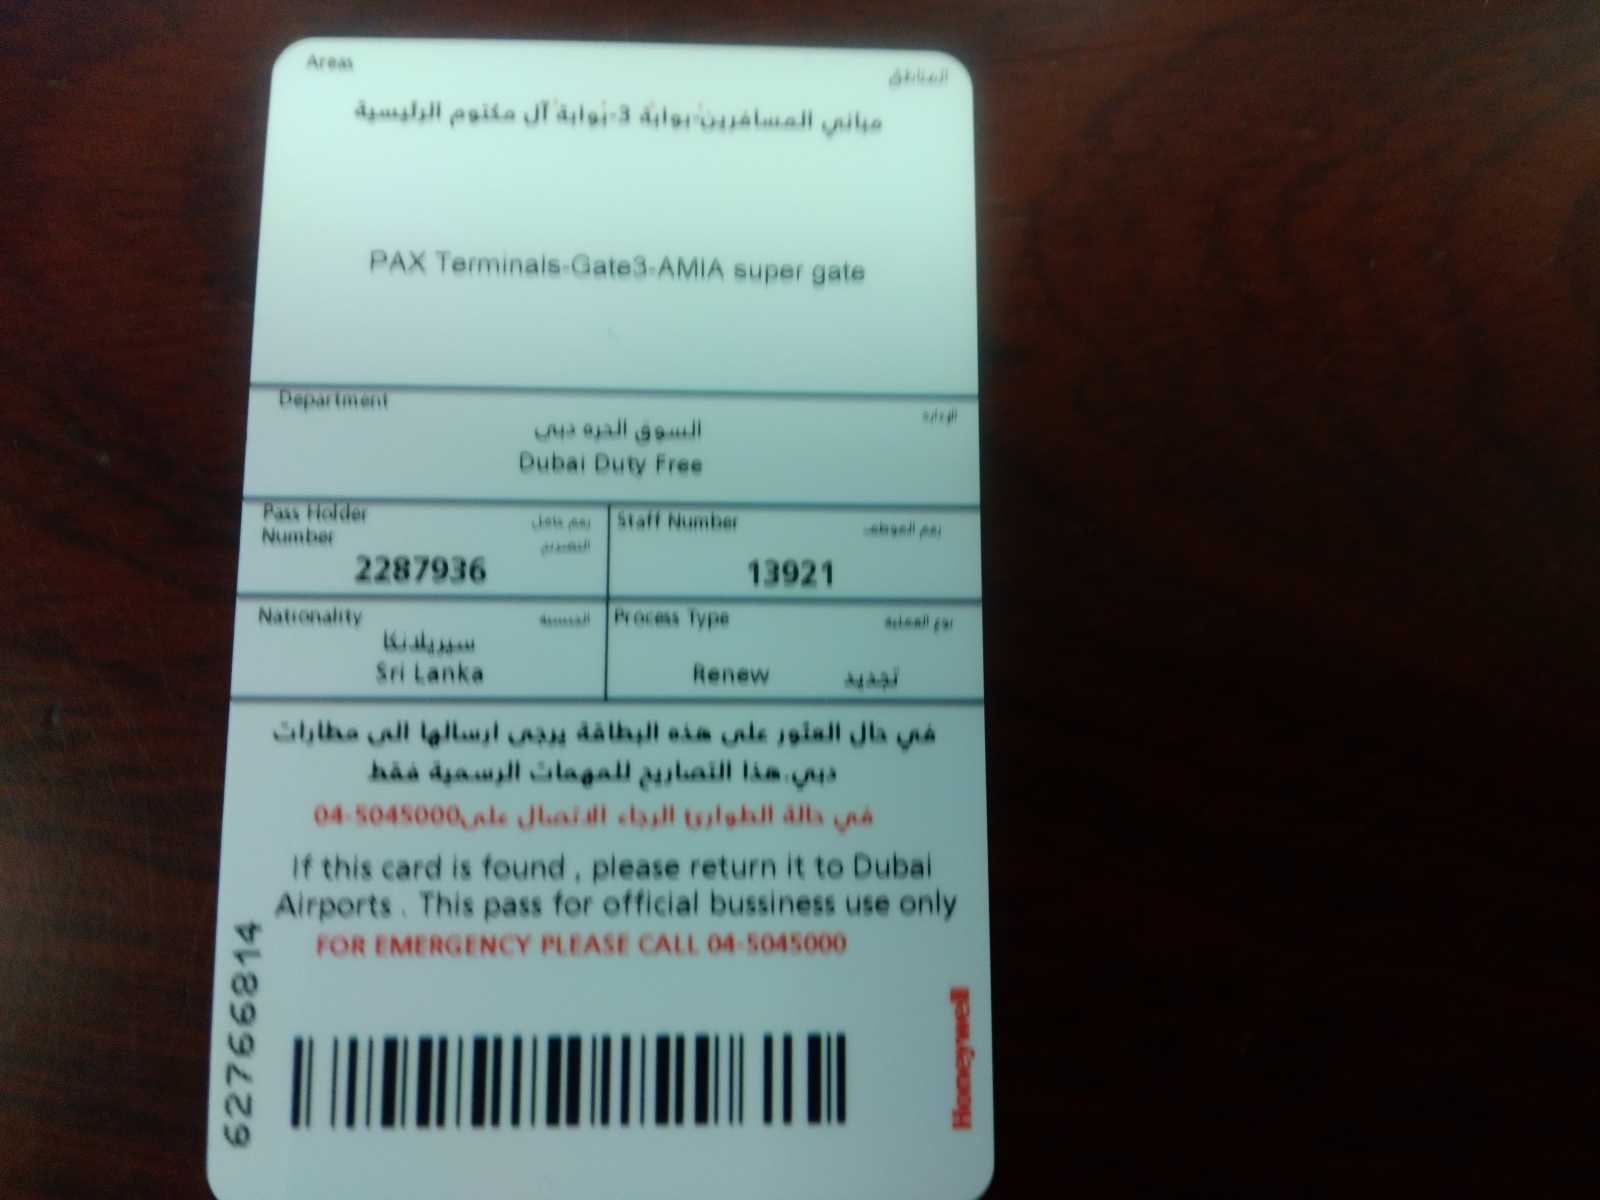 Areas
المناطق
مباني المسافرين-بوابة 3-بوابة آل مكتوم الرئيسية
PAX Terminals-Gate3-AMIA super gate
Department
الإدارة
السوق الحره دبي
Dubai Duty Free
Pass Holder
Number
رقم حامل
التصريح
2287936
Staff Number
رقم الموظف
13921
Nationality
الجنسية
سيريلانكا
Sri Lanka
Process Type
نوع العملية
Renew تجديد
في حال العثور على هذه البطاقة يرجى ارسالها الى مطارات
دبي.هذا التصاريح للمهمات الرسمية فقط
في حالة الطوارئ الرجاء الاتصال على04-5045000
If this card is found , please return it to Dubai
Airports . This pass for official bussiness use only
FOR EMERGENCY PLEASE CALL 04-5045000
62766814
Honeywell